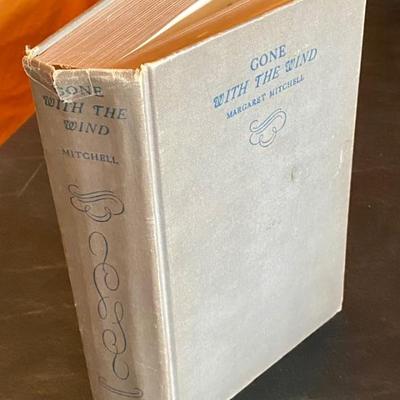 GONE
WITH THE
WIND
MITCHELL
GONE
WITH THE WIND
MARGARET MITCHELL